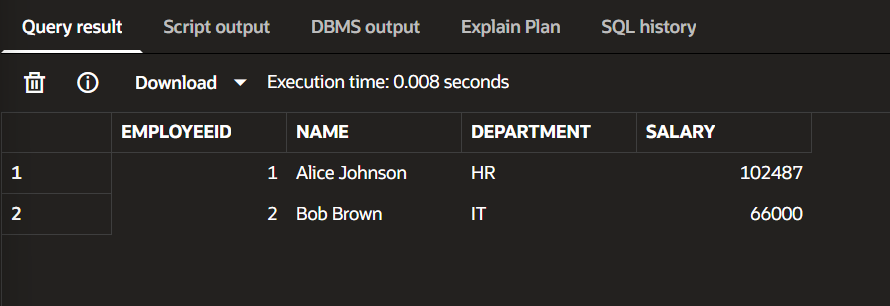 Query result Script output DBMS output Explain Plan SQL history
Download Execution time: 0.008 seconds
EMPLOYEEID NAME DEPARTMENT SALARY
1 1 Alice Johnson HR 102487
2 2 Bob Brown IT 66000